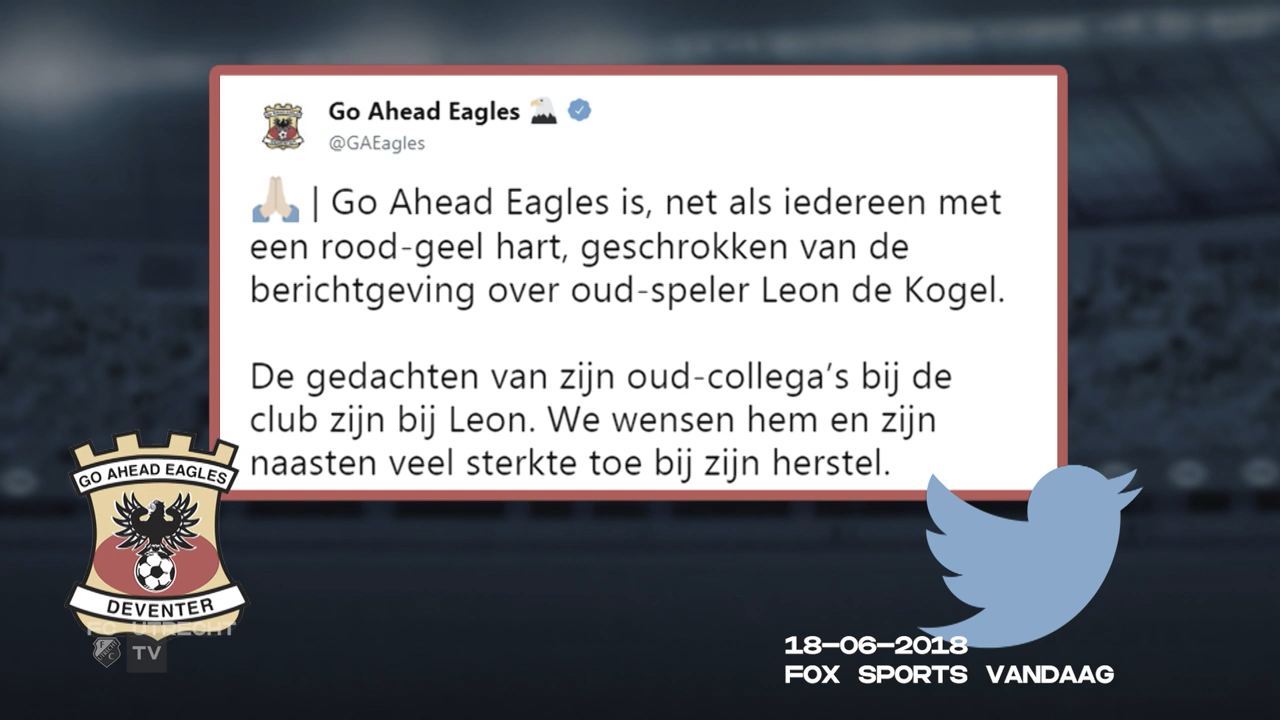 Go Ahead Eagles
@GAEagles
| Go Ahead Eagles is, net als iedereen met
een rood-geel hart, geschrokken van de
berichtgeving over oud-speler Leon de Kogel.
De gedachten van zijn oud-collega's bij de
club zijn bij Leon. We wensen hem en zijn
naasten veel sterkte toe bij zijn herstel.
GO AHEAD EAGLES
DEVENTER
FC UTRECHT
TV
18-06-2018
FOX SPORTS VANDAAG